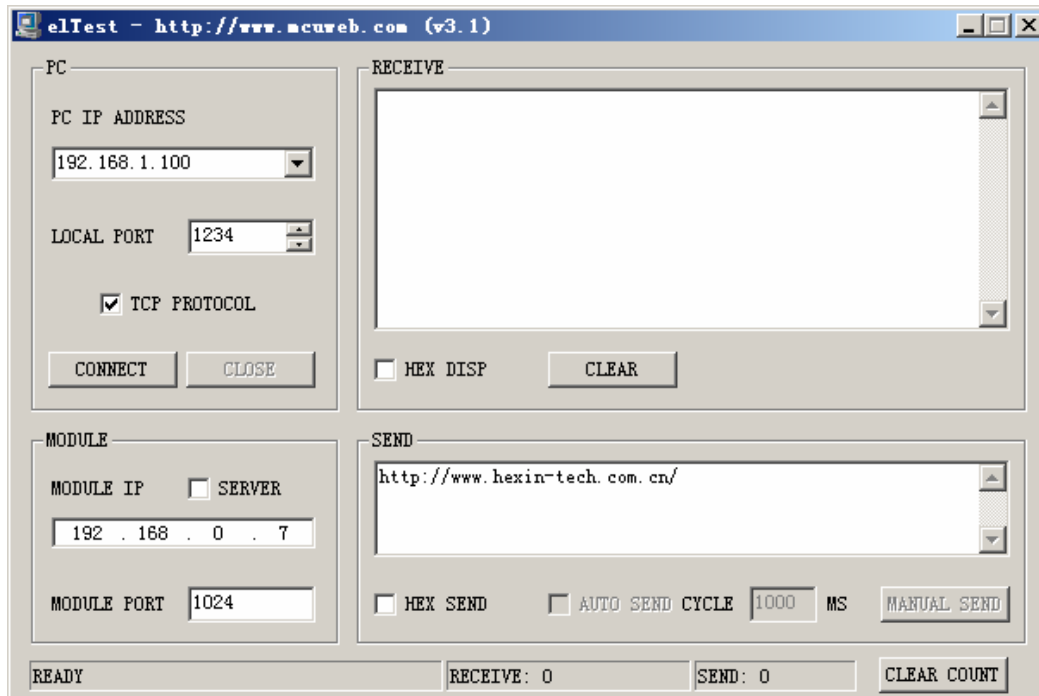 elTest - http://www.mcuweb.com (v3.1)
PC
PC IP ADDRESS
192.168.1.100
LOCAL PORT 1234
TCP PROTOCOL
CONNECT CLOSE
RECEIVE
HEX DISP CLEAR
MODULE
MODULE IP SERVER
192 . 168 . 0 . 7
MODULE PORT 1024
SEND
http://www.hexin-tech.com.cn/
HEX SEND AUTO SEND CYCLE 1000 MS MANUAL SEND
READY RECEIVE: 0 SEND: 0 CLEAR COUNT